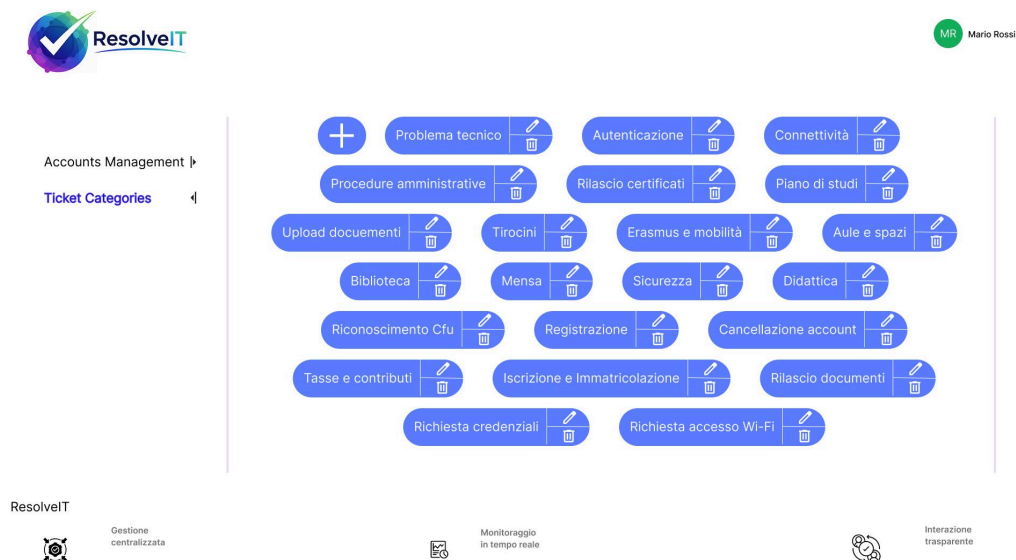 ResolveIT
MR Mario Rossi
Accounts Management
Ticket Categories
Problema tecnico
Autenticazione
Connettività
Procedure amministrative
Rilascio certificati
Piano di studi
Upload docuementi
Tirocini
Erasmus e mobilità
Aule e spazi
Biblioteca
Mensa
Sicurezza
Didattica
Riconoscimento Cfu
Registrazione
Cancellazione account
Tasse e contributi
Iscrizione e Immatricolazione
Rilascio documenti
Richiesta credenziali
Richiesta accesso Wi-Fi
ResolveIT
Gestione
centralizzata
Monitoraggio
in tempo reale
Interazione
trasparente